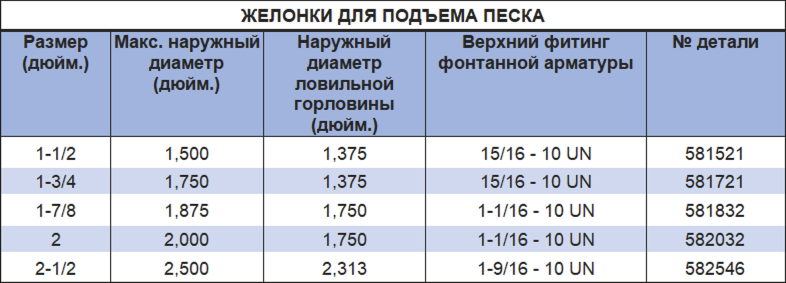 ЖЕЛОНКИ ДЛЯ ПОДЪЕМА ПЕСКА
Размер (дюйм.) Макс. наружный диаметр (дюйм.) Наружный диаметр ловильной горловины (дюйм.) Верхний фитинг фонтанной арматуры № детали
1-1/2 1,500 1,375 15/16 - 10 UN 581521
1-3/4 1,750 1,375 15/16 - 10 UN 581721
1-7/8 1,875 1,750 1-1/16 - 10 UN 581832
2 2,000 1,750 1-1/16 - 10 UN 582032
2-1/2 2,500 2,313 1-9/16 - 10 UN 582546